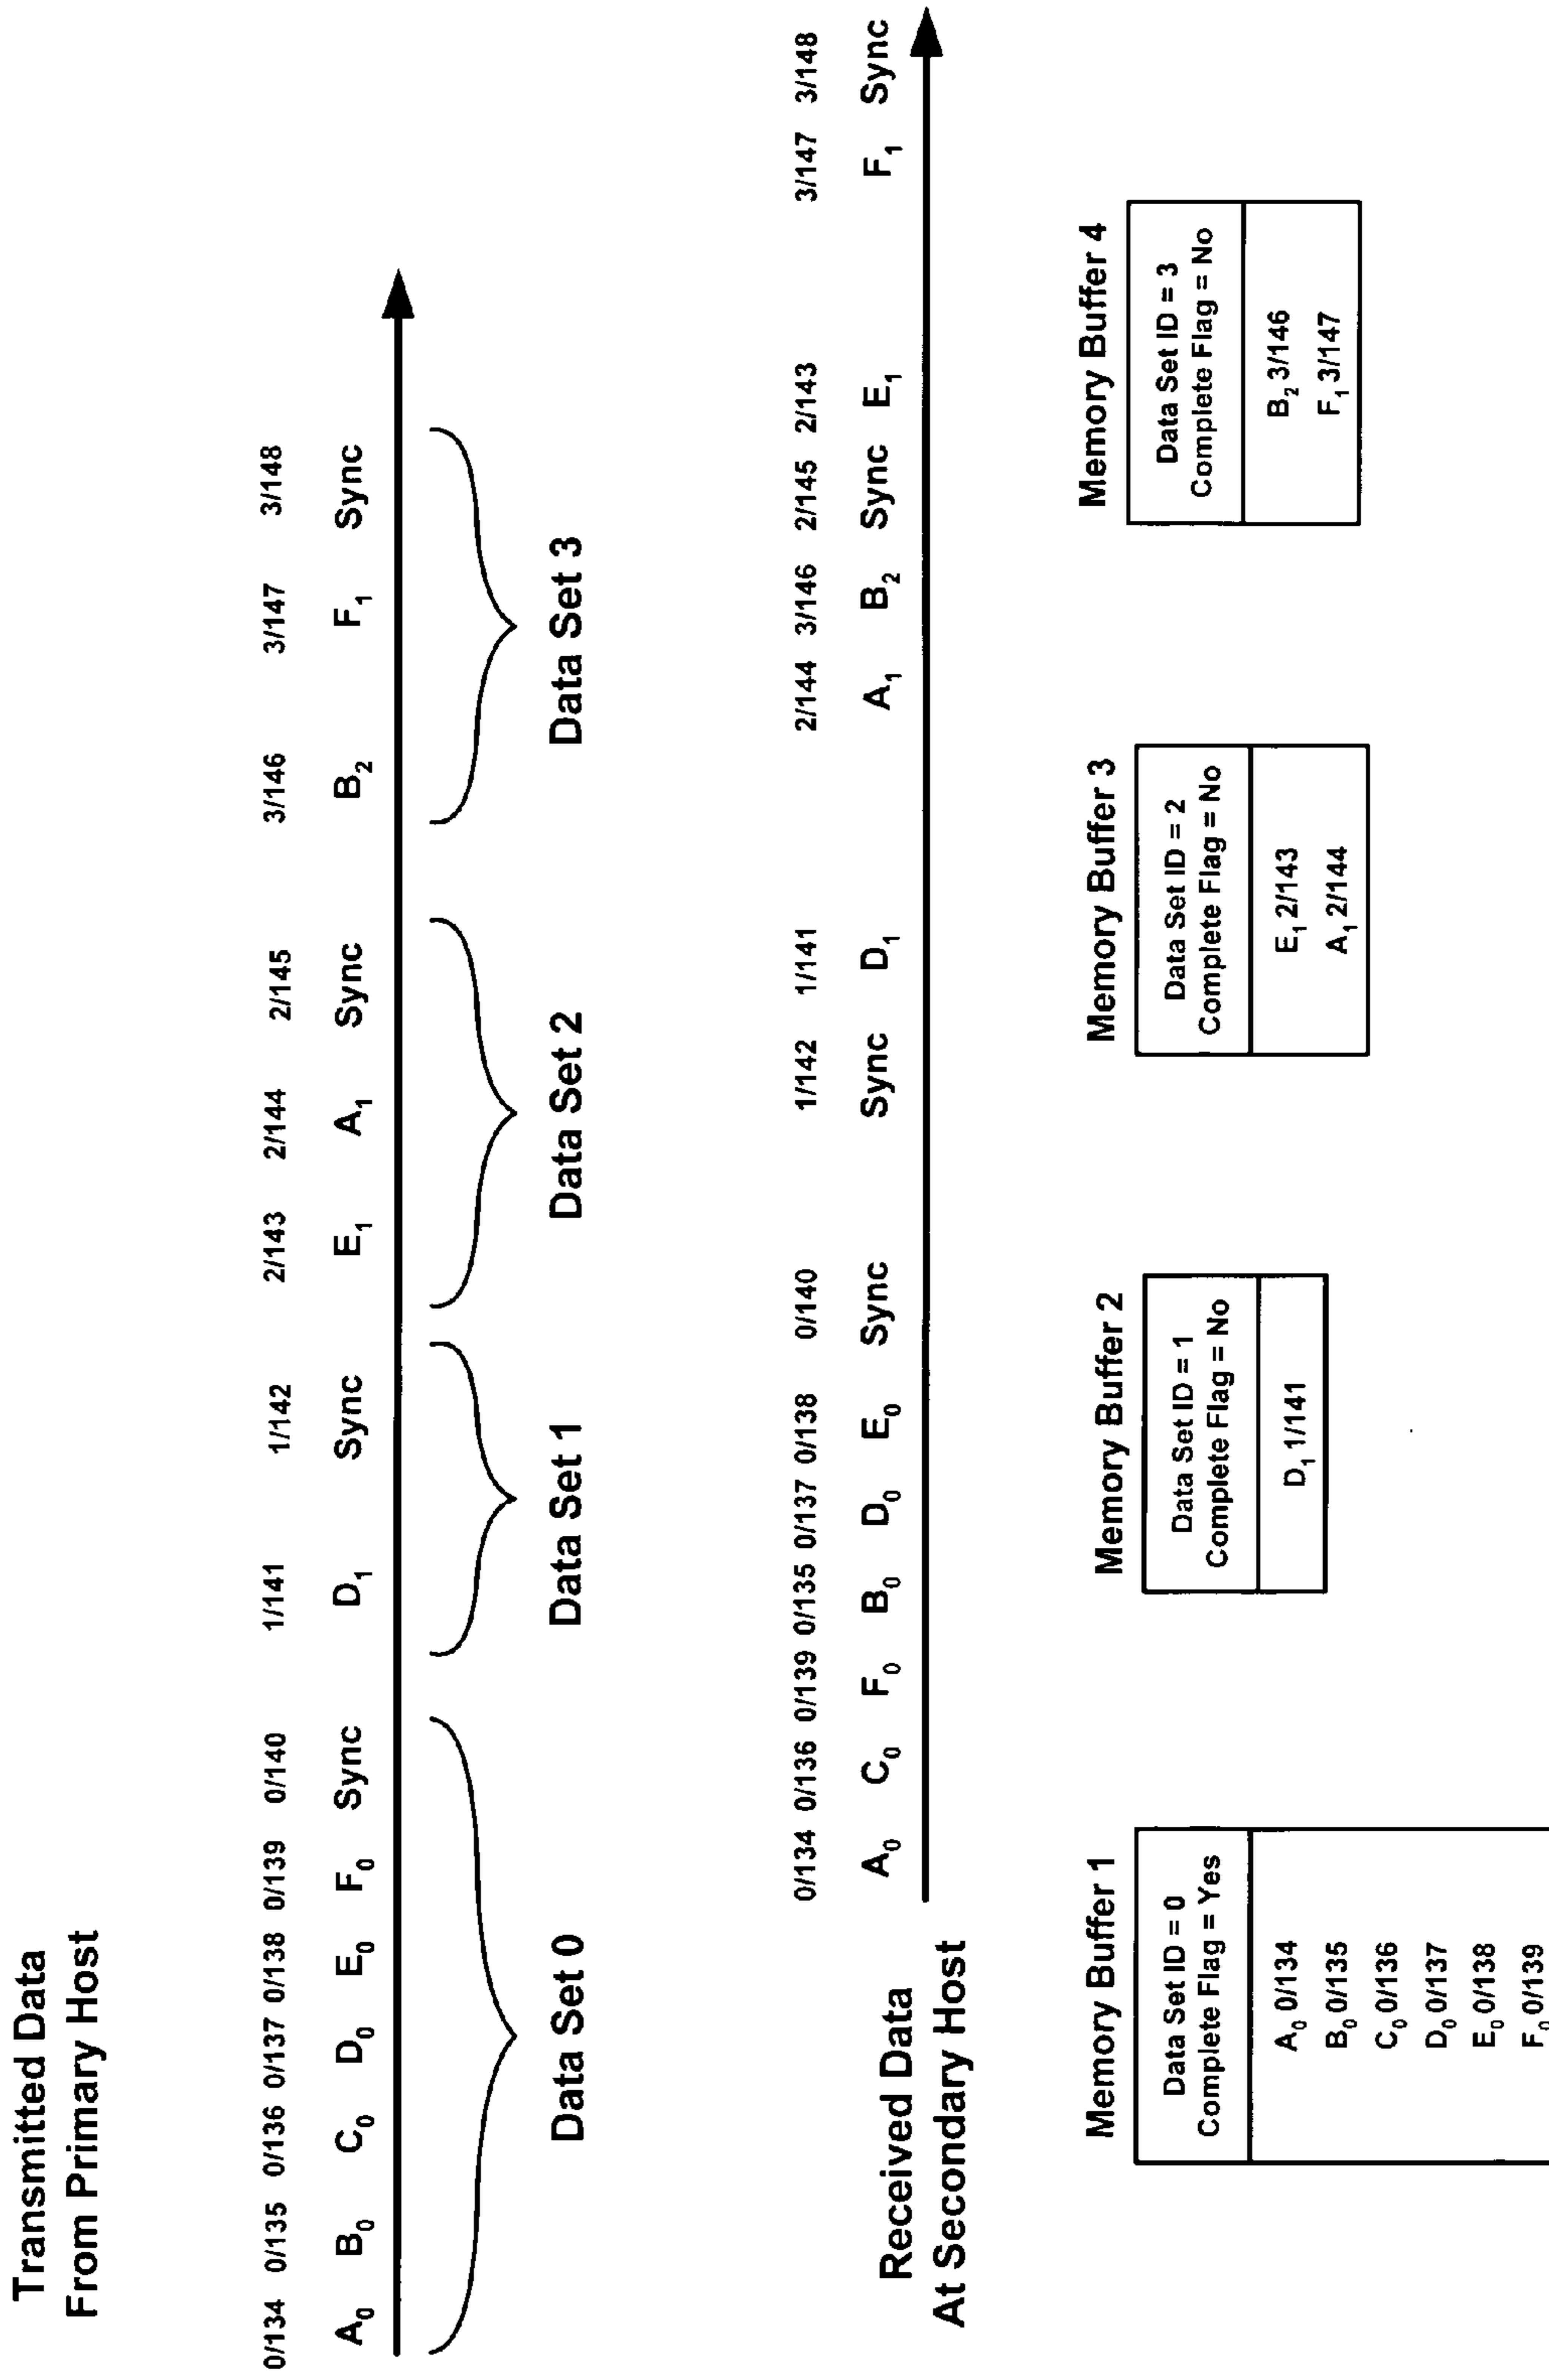 Transmitted Data
From Primary Host
0/134 0/135 0/136 0/137 0/138 0/139 0/140 1/141 1/142 2/143 2/144 2/145 3/146 3/147 3/148
A₀ B₀ C₀ D₀ E₀ F₀ Sync D₁ Sync E₁ A₁ Sync B₂ F₁ Sync
Data Set 0 Data Set 1 Data Set 2 Data Set 3
Received Data
At Secondary Host
0/134 0/136 0/139 0/135 0/137 0/138 0/140 1/142 1/141 2/144 3/146 2/145 2/143 3/147 3/148
A₀ C₀ F₀ B₀ D₀ E₀ Sync Sync D₁ A₁ B₂ Sync E₁ F₁ Sync
Memory Buffer 1
Data Set ID = 0
Complete Flag = Yes
A₀ 0/134
B₀ 0/135
C₀ 0/136
D₀ 0/137
E₀ 0/138
F₀ 0/139
Memory Buffer 2
Data Set ID = 1
Complete Flag = No
D₁ 1/141
Memory Buffer 3
Data Set ID = 2
Complete Flag = No
E₁ 2/143
A₁ 2/144
Memory Buffer 4
Data Set ID = 3
Complete Flag = No
B₂ 3/146
F₁ 3/147